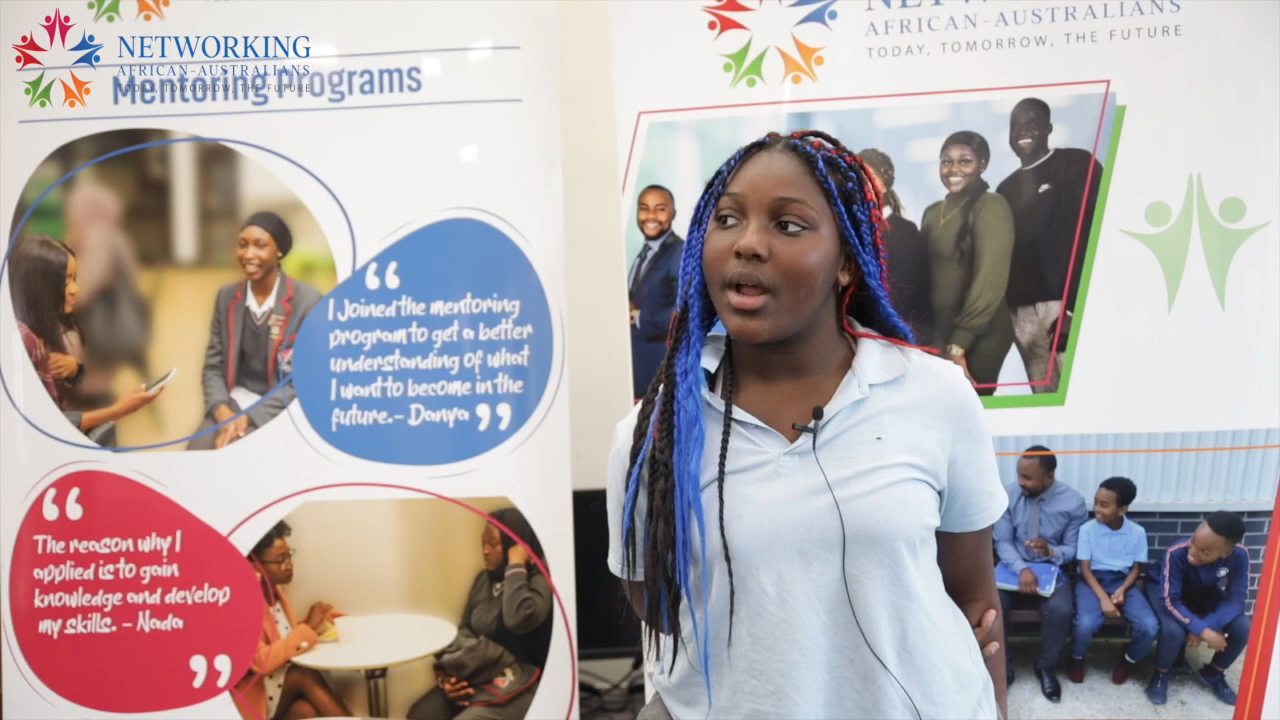 NETWORKING
AFRICAN-AUSTRALIANS
TODAY, TOMORROW, THE FUTURE
Mentoring Programs
NETWORKING
AFRICAN-AUSTRALIANS
TODAY, TOMORROW, THE FUTURE
“
I Joined the mentoring
program to get a better
understanding of what
I want to become in the
future.- Danya ”
“
The reason why I
applied is to gain
knowledge and develop
my skills. - Nada
”